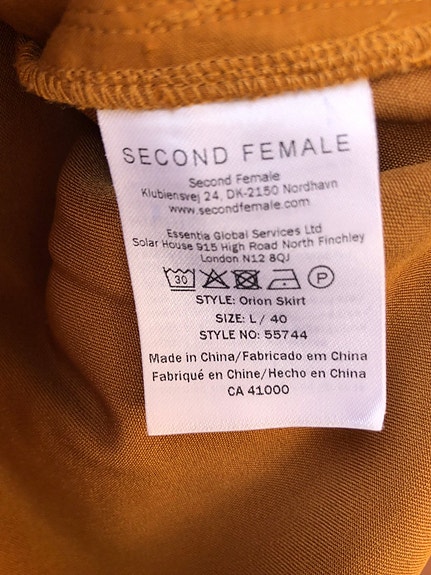 SECOND FEMALE
Second Female
Klubiensvej 24, DK-2150 Nordhavn
www.secondfemale.com
Essentia Global Services Ltd
Solar House 915 High Road North Finchley
London N12 8QJ
30 P
STYLE: Orion Skirt
SIZE: L / 40
STYLE NO: 55744
Made in China/Fabricado em China
Fabriqué en Chine/Hecho en China
CA 41000